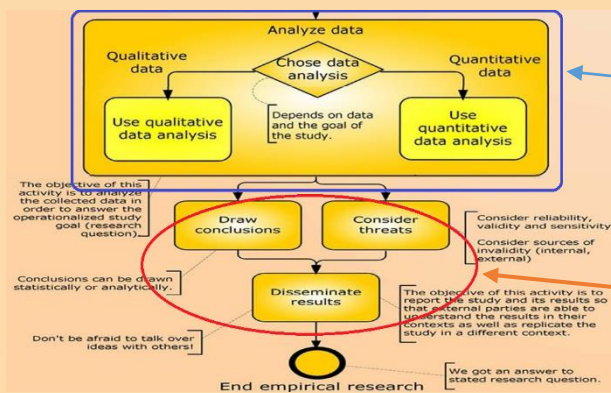 Analyze data
Qualitative
data
Chose data
analysis
Quantitative
data
Use qualitative
data analysis
Depends on data
and the goal of
the study.
Use
quantitative
data analysis
The objective of this
activity is to analyze
the collected data in
order to answer the
operationalized study
goal (research
question).
Draw
conclusions
Consider
threats
Consider reliability,
validity and sensitivity
Consider sources of
invalidity (internal,
external)
Conclusions can be drawn
statistically or analytically.
Disseminate
results
The objective of this activity is to
report the study and its results so
that external parties are able to
understand the results in their
contexts as well as replicate the
study in a different context.
Don't be afraid to talk over
ideas with others!
End empirical research
We got an answer to
stated research question.